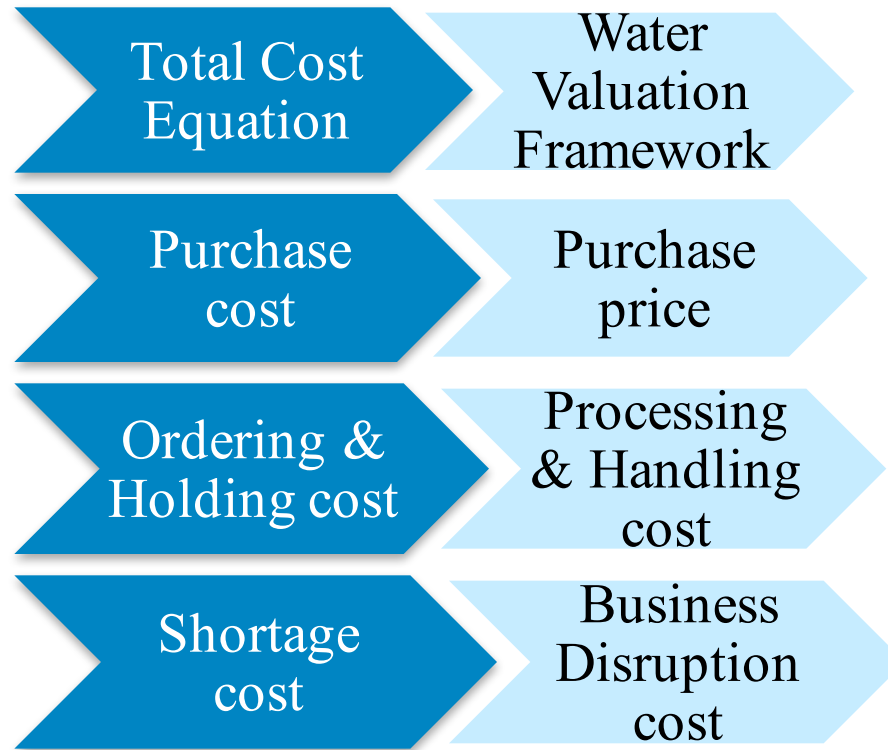 Total Cost
Equation
Water
Valuation
Framework
Purchase
cost
Purchase
price
Ordering &
Holding cost
Processing
& Handling
cost
Shortage
cost
Business
Disruption
cost